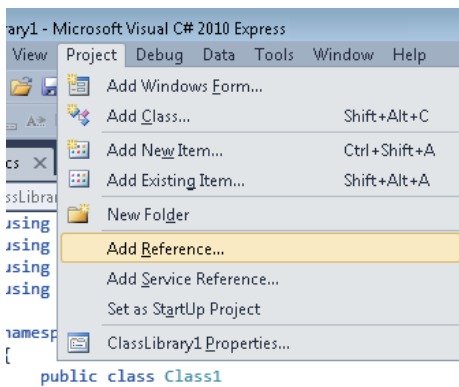 rary1 - Microsoft Visual C# 2010 Express
View Project Debug Data Tools Window Help
Add Windows Form...
Add Class... Shift+Alt+C
Add New Item... Ctrl+Shift+A
cs
Add Existing Item... Shift+Alt+A
ssLibrar
New Folder
using
using
Add Reference...
using
Add Service Reference...
using
Set as StartUp Project
namesp
ClassLibrary1 Properties...
{
public class Class1